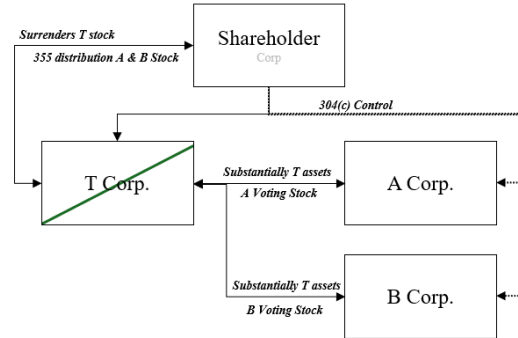 Surrenders T stock
355 distribution A & B Stock
Shareholder
Corp
304(c) Control
T Corp.
Substantially T assets
A Voting Stock
A Corp.
Substantially T assets
B Voting Stock
B Corp.